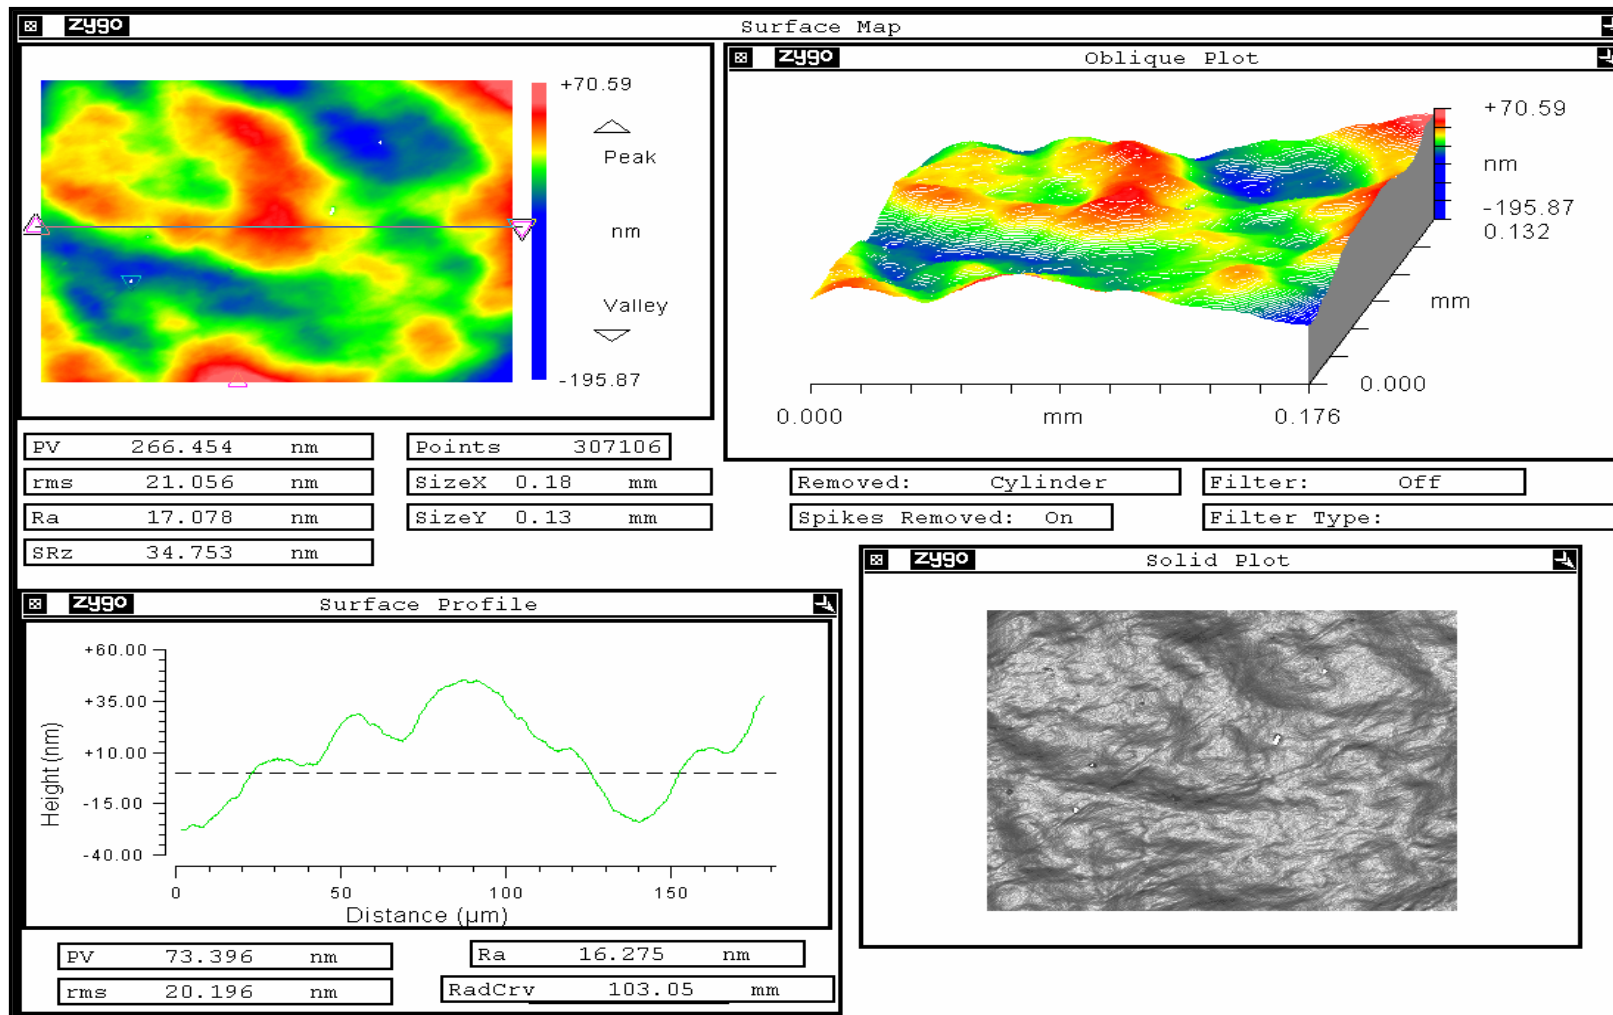 zygo Surface Map
+70.59
Peak
nm
Valley
-195.87
zygo Oblique Plot
+70.59
nm
-195.87
0.132
mm
0.000
0.000 mm 0.176
PV 266.454 nm
rms 21.056 nm
Ra 17.078 nm
SRz 34.753 nm
Points 307106
SizeX 0.18 mm
SizeY 0.13 mm
Removed: Cylinder
Spikes Removed: On
Filter: Off
Filter Type:
zygo Surface Profile
+60.00
+35.00
+10.00
-15.00
-40.00
Height (nm)
0 50 100 150
Distance (µm)
PV 73.396 nm
rms 20.196 nm
Ra 16.275 nm
RadCrv 103.05 mm
zygo Solid Plot